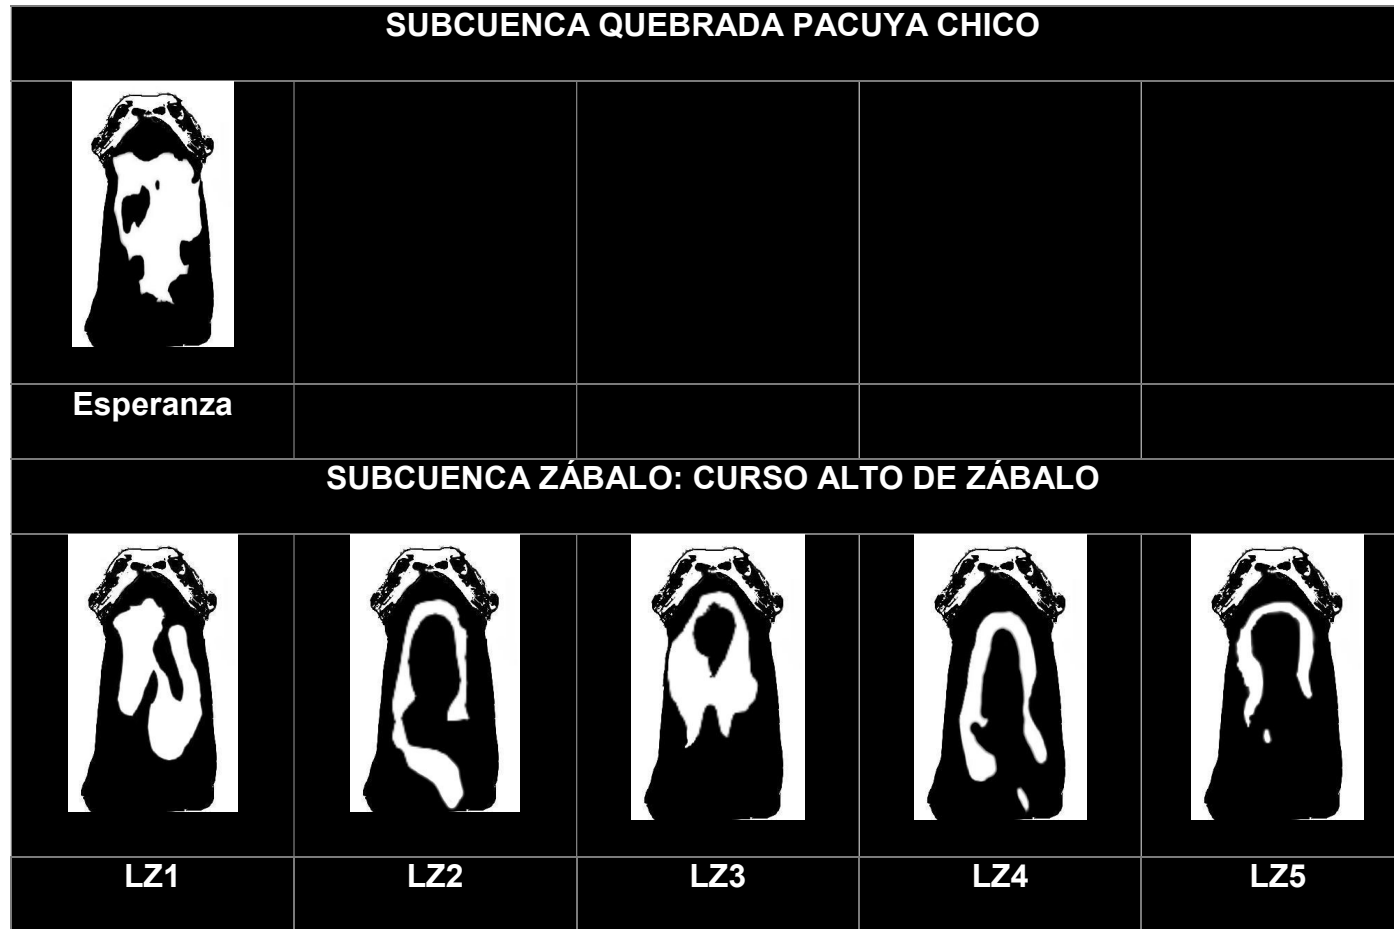 SUBCUENCA QUEBRADA PACUYA CHICO
Esperanza
SUBCUENCA ZÁBALO: CURSO ALTO DE ZÁBALO
LZ1 LZ2 LZ3 LZ4 LZ5